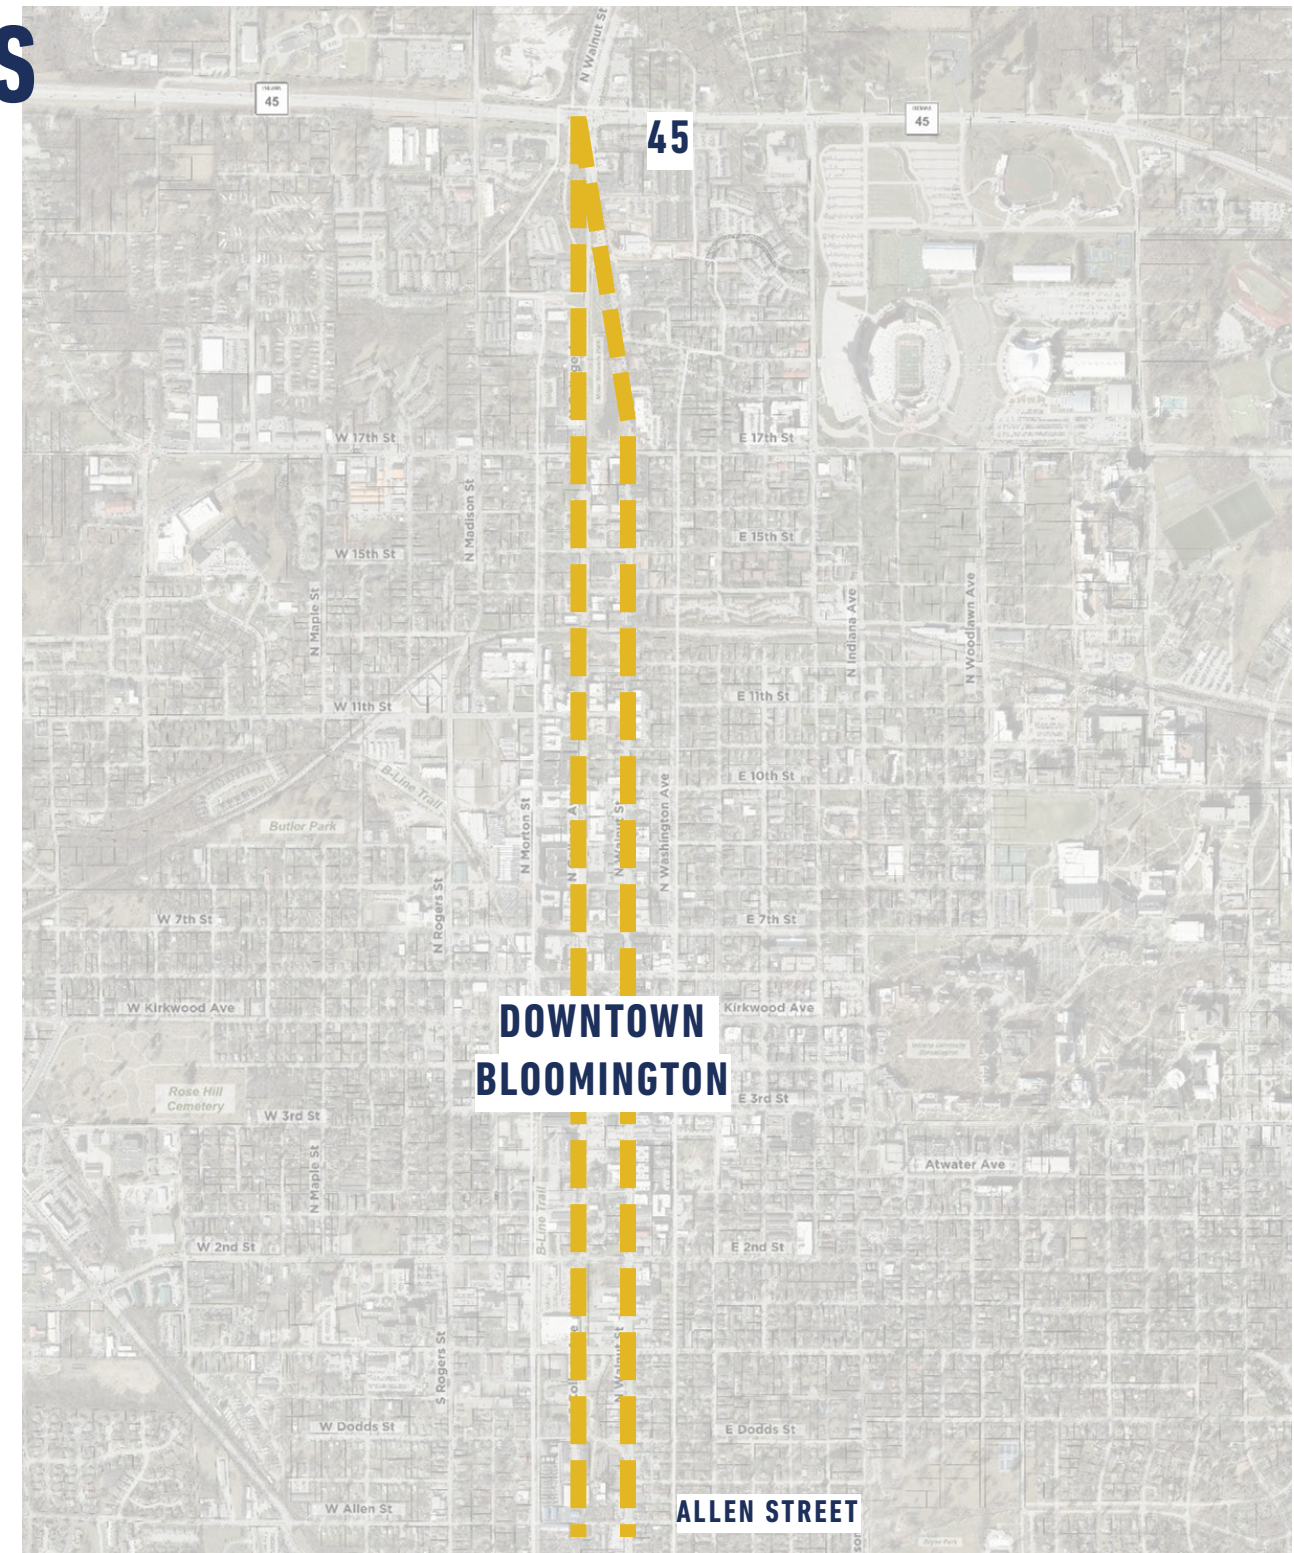 S
N Walnut St
INDIANA
45
INDIANA
45
45
W 17th St
E 17th St
N Madison St
E 15th St
W 15th St
N Maple St
N Indiana Ave
N Woodlawn Ave
E 11th St
W 11th St
B-Line Trail
E 10th St
N Morton St
N Walnut St
N Washington Ave
Butler Park
N Rogers St
W 7th St
E 7th St
W Kirkwood Ave
DOWNTOWN
Kirkwood Ave
BLOOMINGTON
Rose Hill
Cemetery
E 3rd St
W 3rd St
N Maple St
Atwater Ave
B-Line Trail
W 2nd St
E 2nd St
S Rogers St
N Walnut St
W Dodds St
E Dodds St
W Allen St
ALLEN STREET
Bryan Park